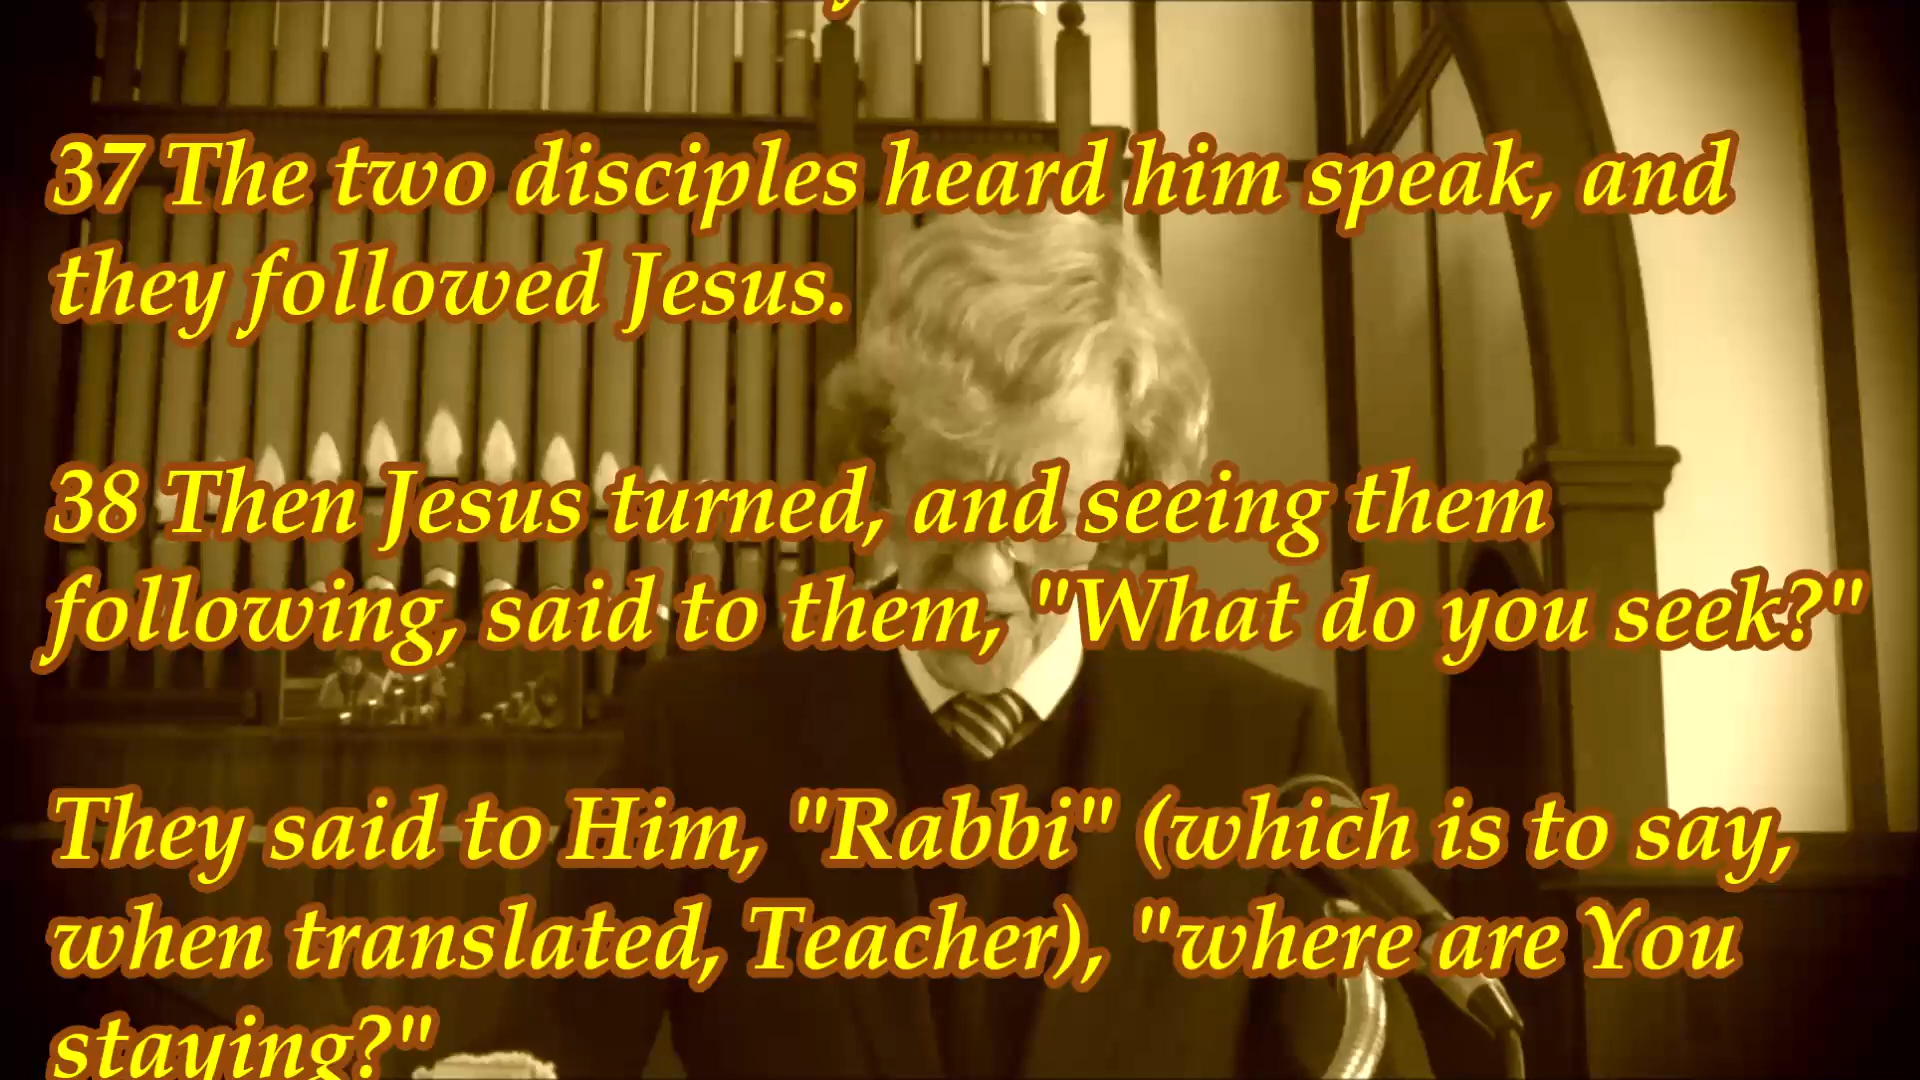 37 The two disciples heard him speak, and
they followed Jesus.
38 Then Jesus turned, and seeing them
following, said to them, "What do you seek?"
They said to Him, "Rabbi" (which is to say,
when translated, Teacher), "where are You
staying?"